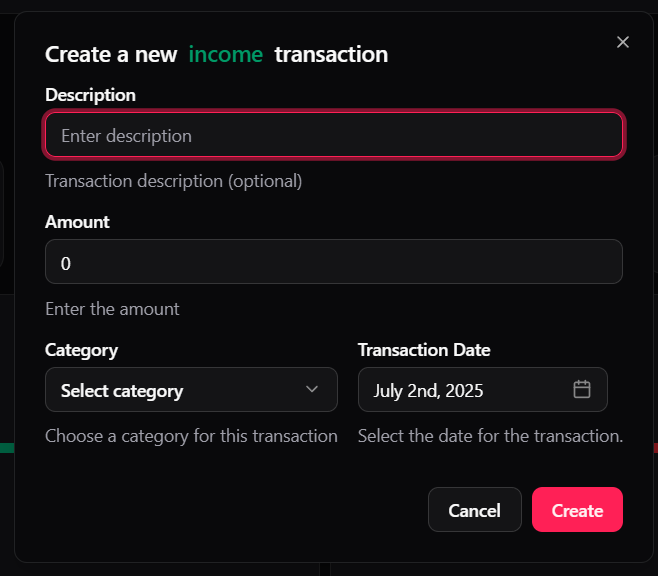 Create a new income transaction
Description
Enter description
Transaction description (optional)
Amount
0
Enter the amount
Category
Transaction Date
Select category
July 2nd, 2025
Choose a category for this transaction
Select the date for the transaction.
Cancel
Create